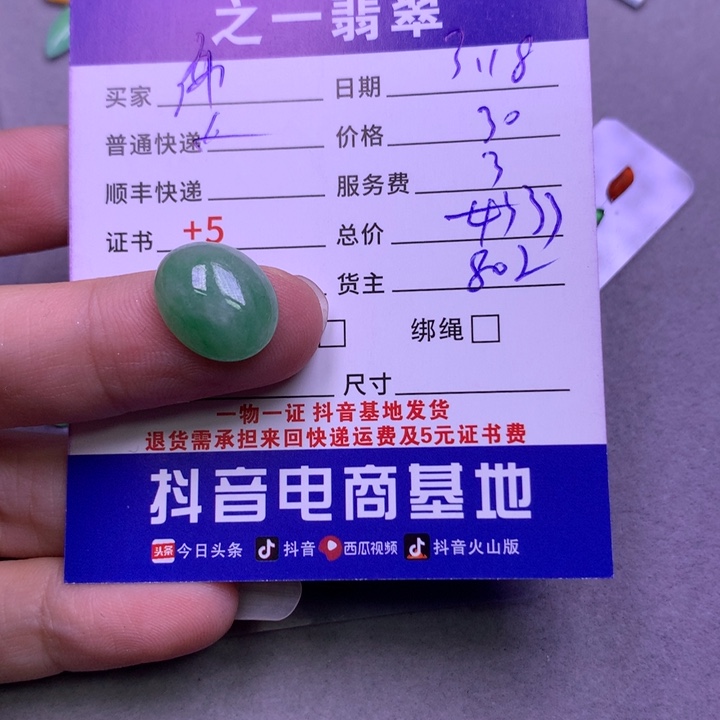 之一翡翠
买家 日期 3.18
普通快递 价格 30
顺丰快递 服务费 3
证书 +5 总价 33
货主 802
绑绳
尺寸
一物一证 抖音基地发货
退货需承担来回快递运费及5元证书费
抖音电商基地
头条 今日头条 抖音 西瓜视频 抖音火山版